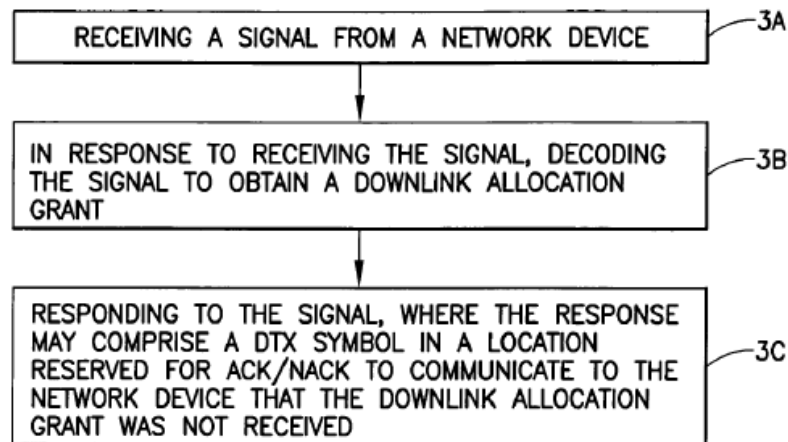 RECEIVING A SIGNAL FROM A NETWORK DEVICE
3A
IN RESPONSE TO RECEIVING THE SIGNAL, DECODING
THE SIGNAL TO OBTAIN A DOWNLINK ALLOCATION
GRANT
3B
RESPONDING TO THE SIGNAL, WHERE THE RESPONSE
MAY COMPRISE A DTX SYMBOL IN A LOCATION
RESERVED FOR ACK/NACK TO COMMUNICATE TO THE
NETWORK DEVICE THAT THE DOWNLINK ALLOCATION
GRANT WAS NOT RECEIVED
3C